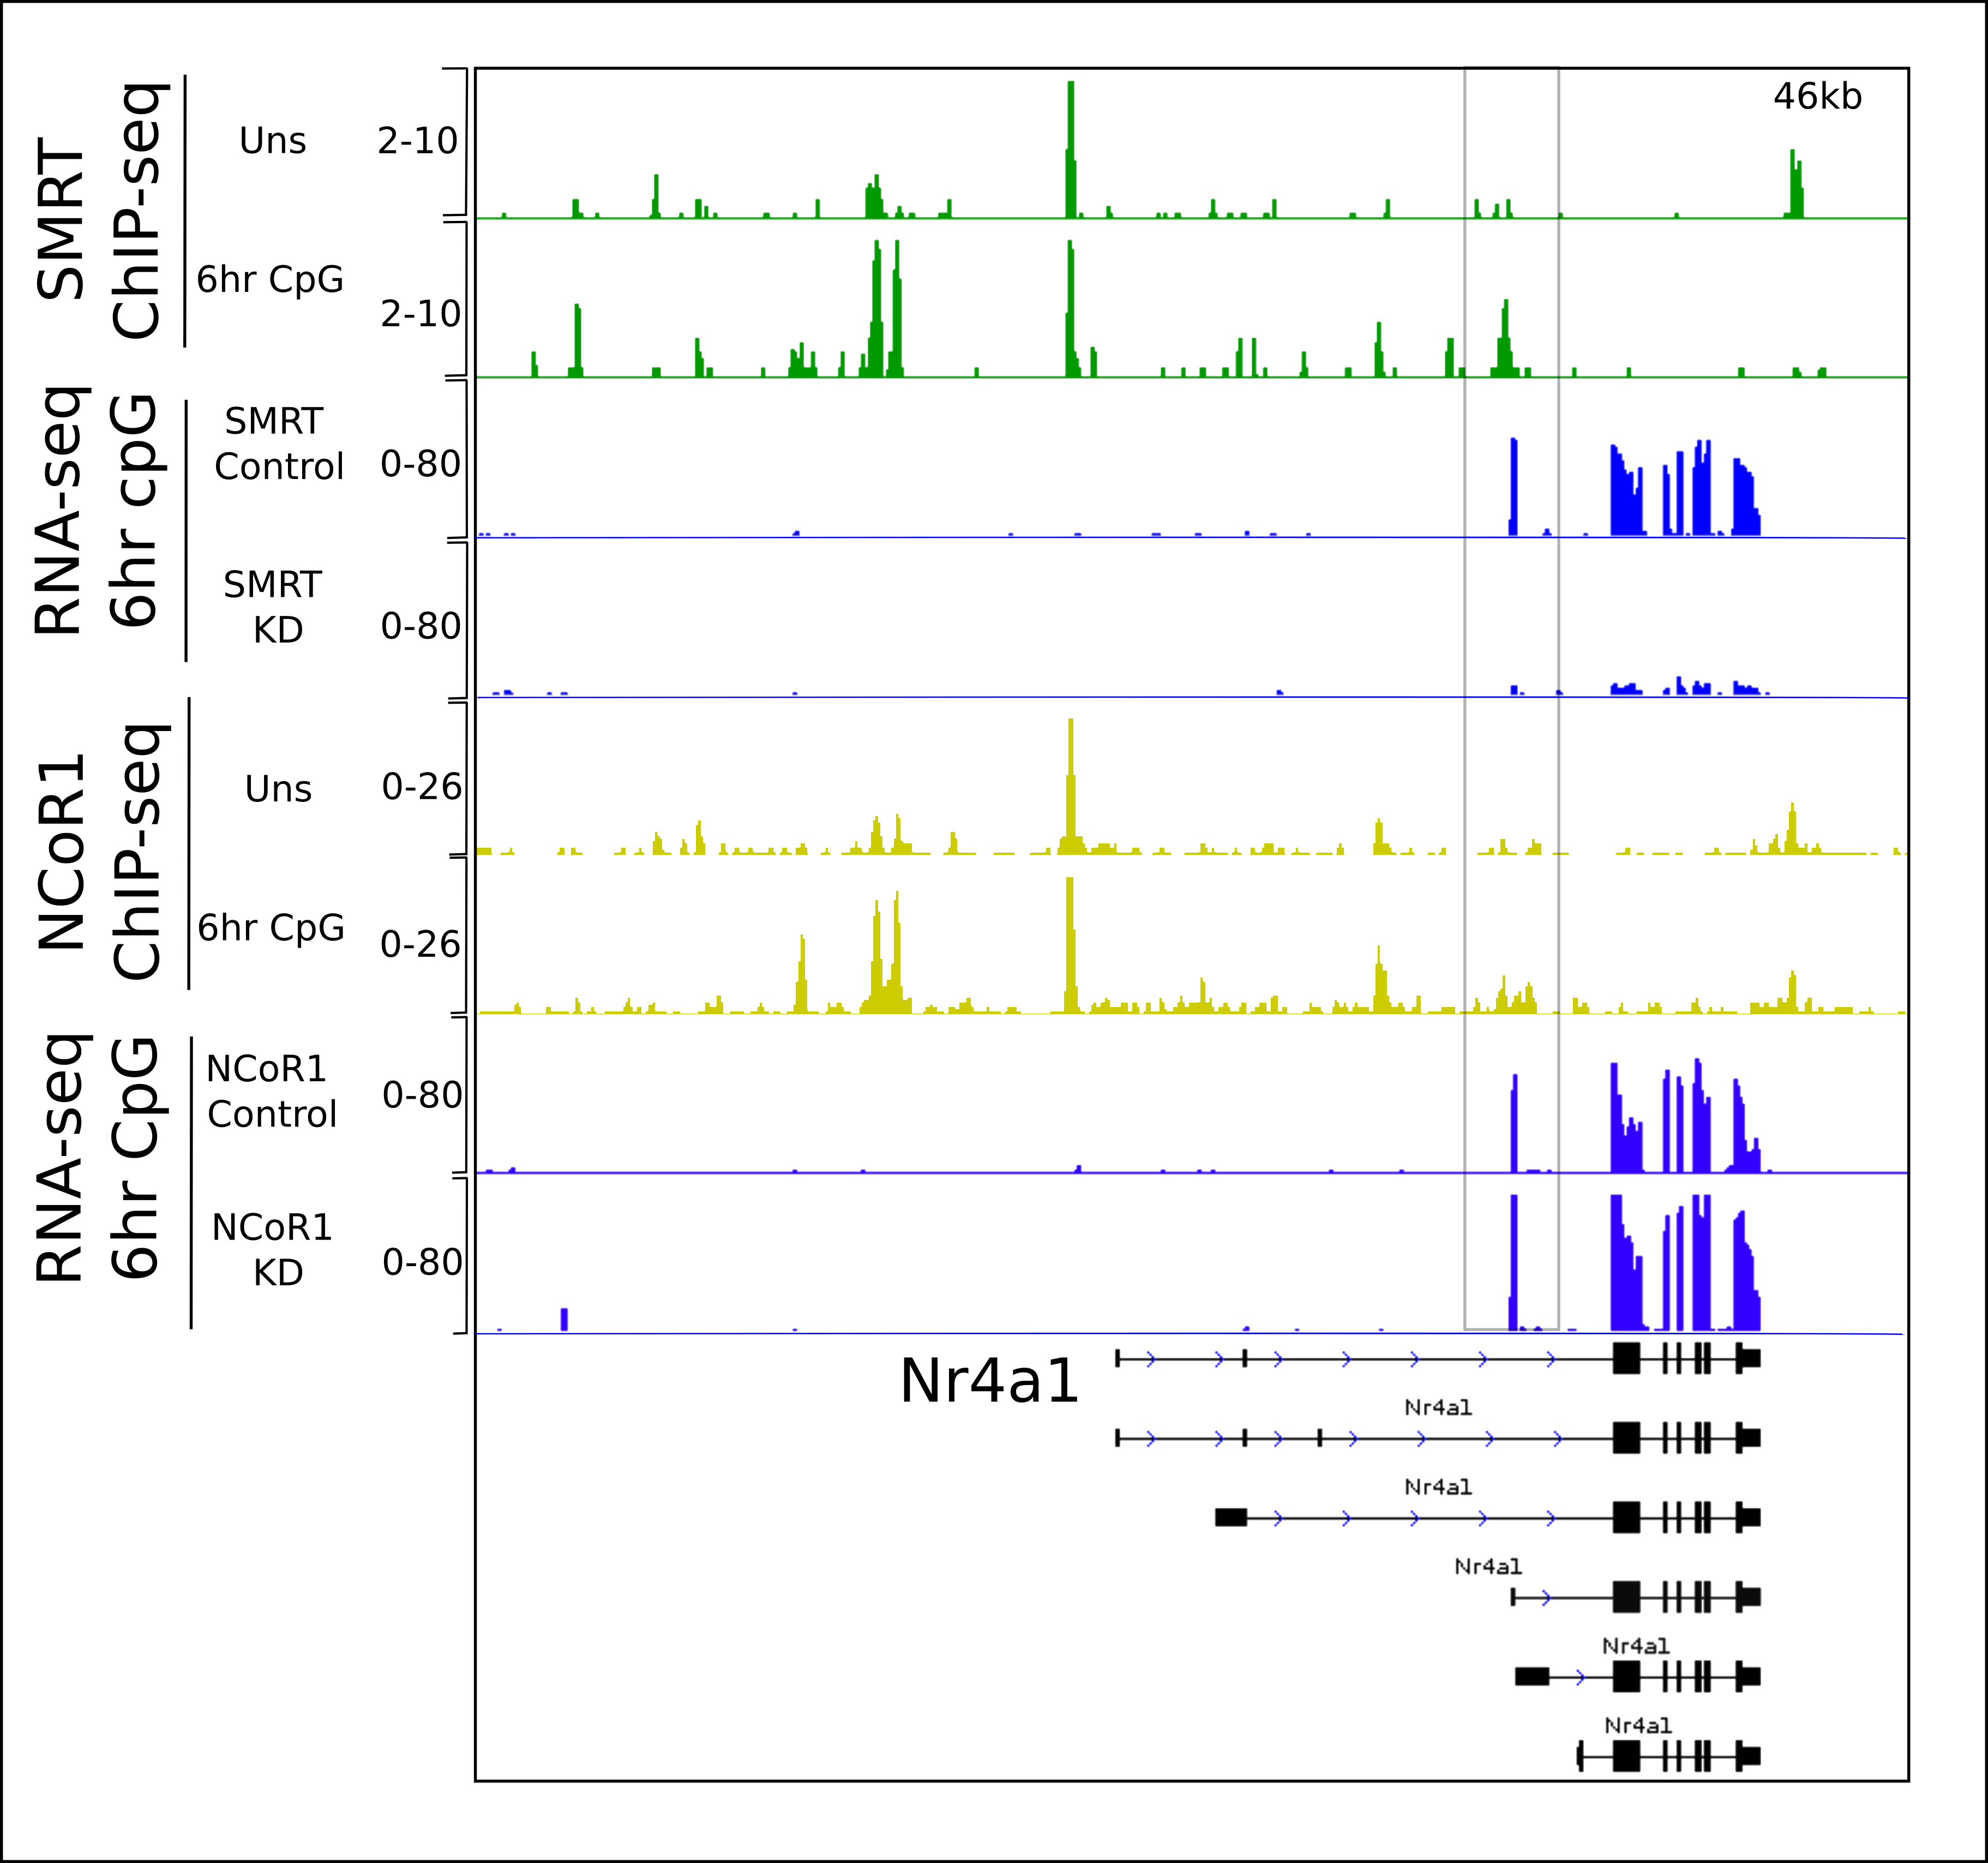 46kb
SMRT
ChIP-seq
Uns
2-10
6hr CpG
2-10
RNA-seq
6hr cpG
SMRT
Control
0-80
SMRT
KD
0-80
NCoR1
ChIP-seq
Uns
0-26
6hr CpG
0-26
RNA-seq
6hr CpG
NCoR1
Control
0-80
NCoR1
KD
0-80
Nr4a1
Nr4a1
Nr4a1
Nr4a1
Nr4a1
Nr4a1